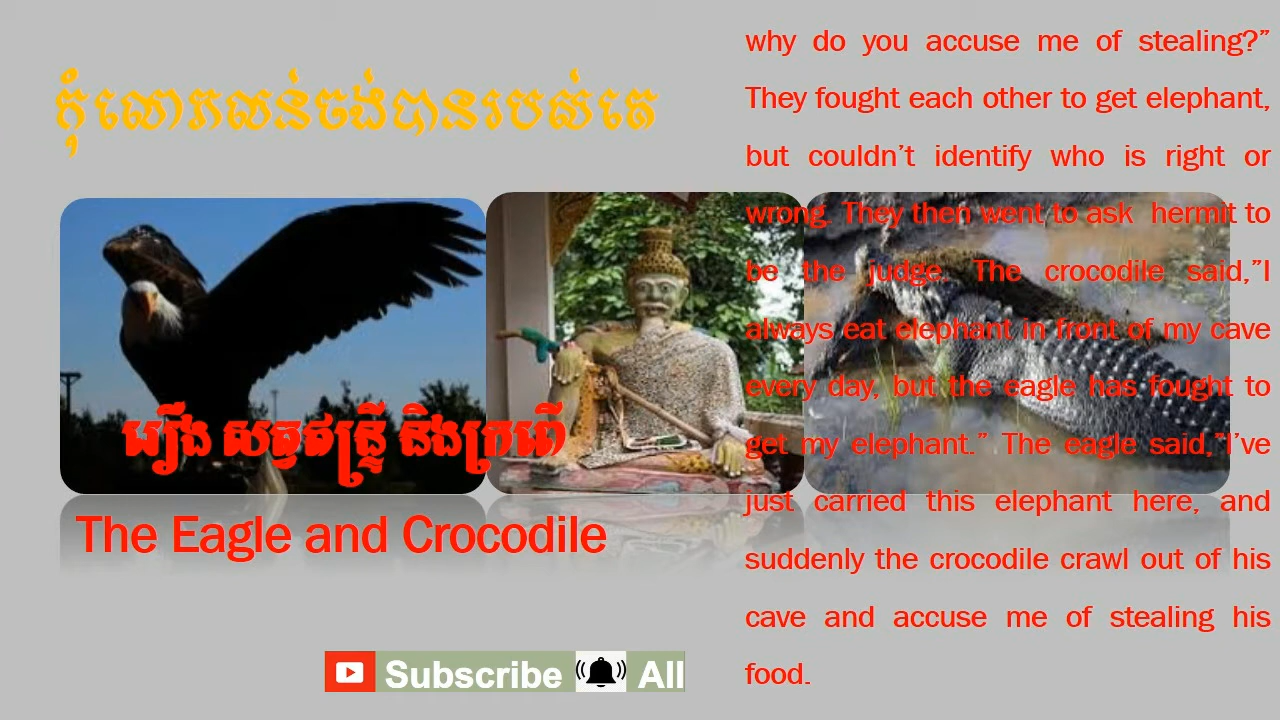 កុំលោភលន់ចង់បានរបស់គេ
រឿង សត្វឥន្ទ្រី និងក្រពើ
The Eagle and Crocodile
Subscribe All
why do you accuse me of stealing?”
They fought each other to get elephant,
but couldn’t identify who is right or
wrong. They then went to ask hermit to
be the judge. The crocodile said,”I
always eat elephant in front of my cave
every day, but the eagle has fought to
get my elephant.” The eagle said,”I’ve
just carried this elephant here, and
suddenly the crocodile crawl out of his
cave and accuse me of stealing his
food.